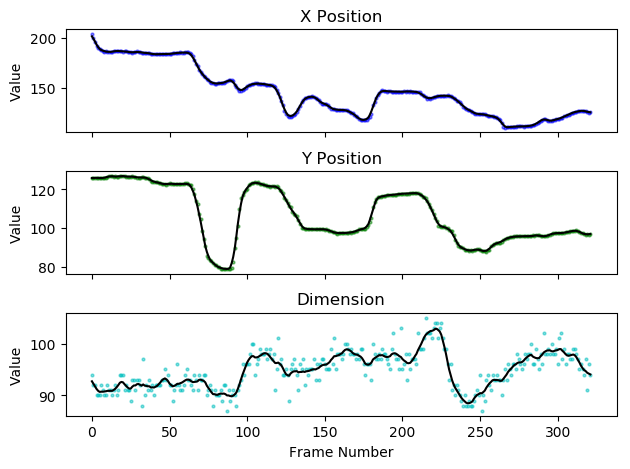 X Position
200
150
Value
Y Position
120
100
80
Value
Dimension
100
90
Value
0 50 100 150 200 250 300
Frame Number